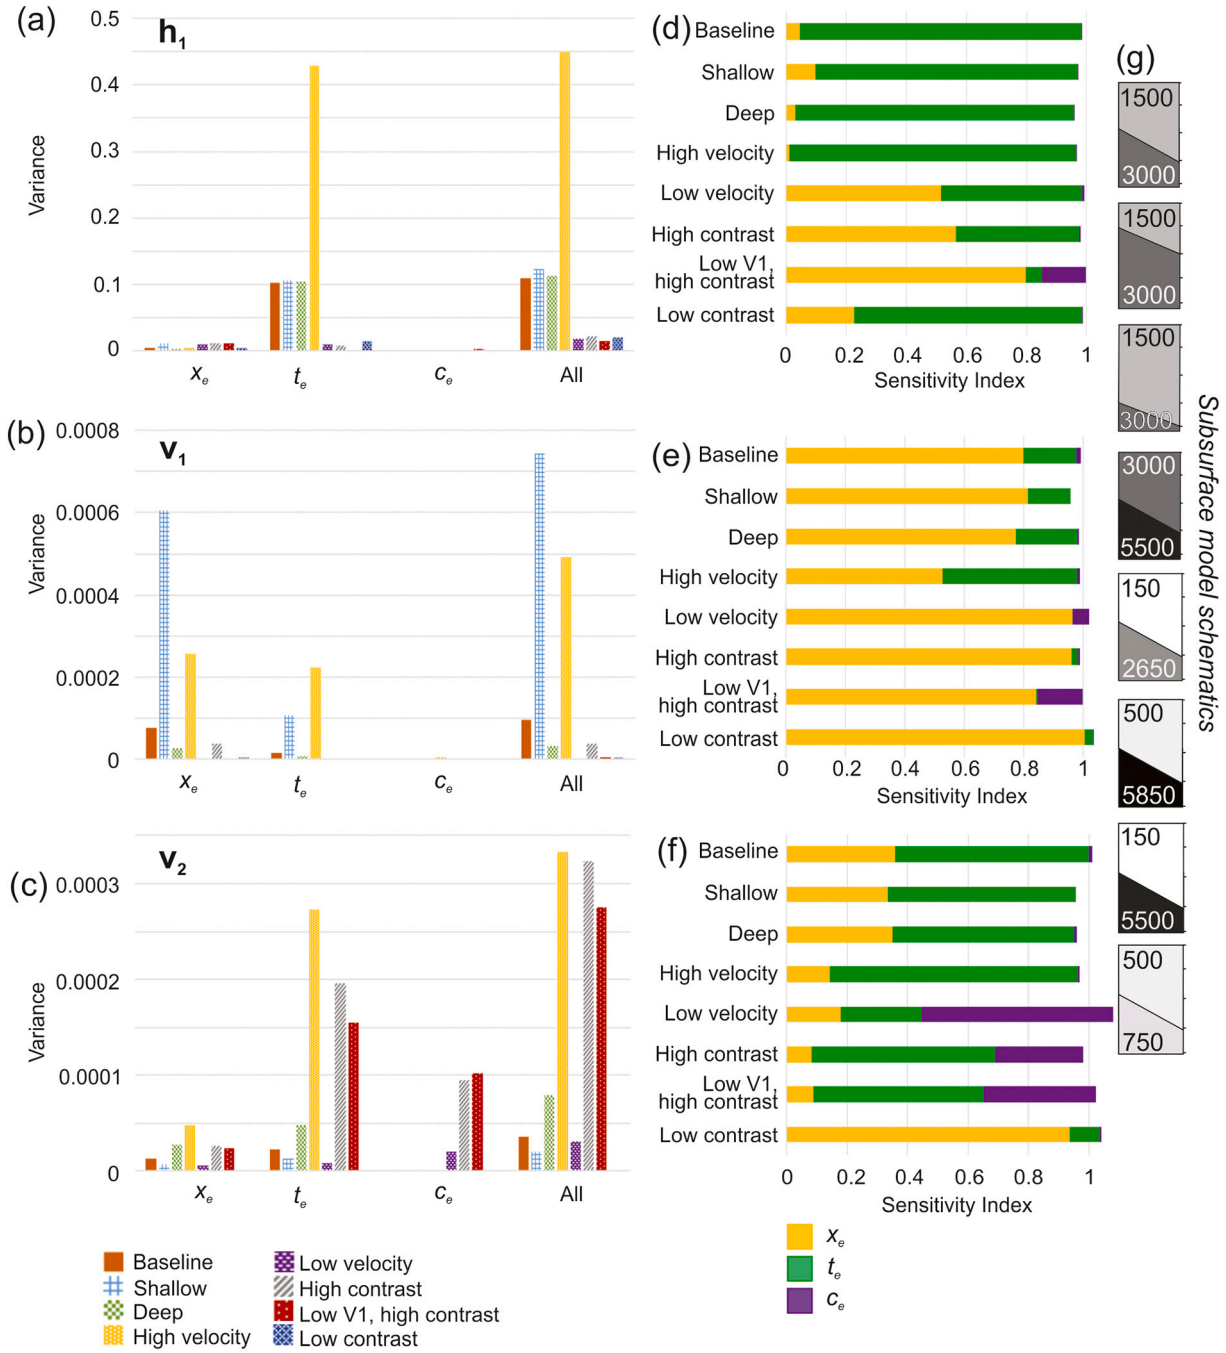 (a)
h1
0.5
0.4
0.3
0.2
0.1
0
Variance
xe
te
ce
All
(b)
v1
0.0008
0.0006
0.0004
0.0002
0
Variance
xe
te
ce
All
(c)
v2
0.0003
0.0002
0.0001
0
Variance
xe
te
ce
All
Baseline
Shallow
Deep
High velocity
Low velocity
High contrast
Low V1, high contrast
Low contrast
(d)
Baseline
Shallow
Deep
High velocity
Low velocity
High contrast
Low V1,
high contrast
Low contrast
0 0.2 0.4 0.6 0.8 1
Sensitivity Index
(e)
Baseline
Shallow
Deep
High velocity
Low velocity
High contrast
Low V1,
high contrast
Low contrast
0 0.2 0.4 0.6 0.8 1
Sensitivity Index
(f)
Baseline
Shallow
Deep
High velocity
Low velocity
High contrast
Low V1,
high contrast
Low contrast
0 0.2 0.4 0.6 0.8 1
Sensitivity Index
xe
te
ce
(g)
1500
3000
1500
3000
1500
3000
3000
5500
150
2650
500
5850
150
5500
500
750
Subsurface model schematics